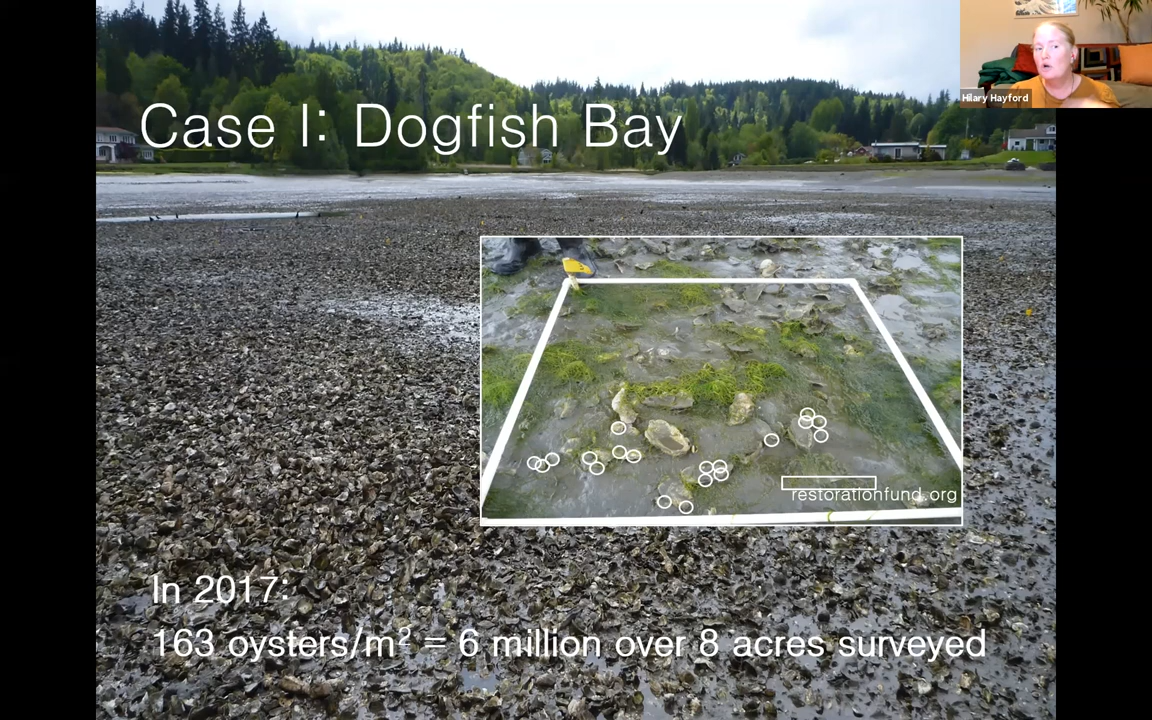 Hilary Hayford
Case I: Dogfish Bay
restorationfund.org
In 2017:
163 oysters/m² = 6 million over 8 acres surveyed